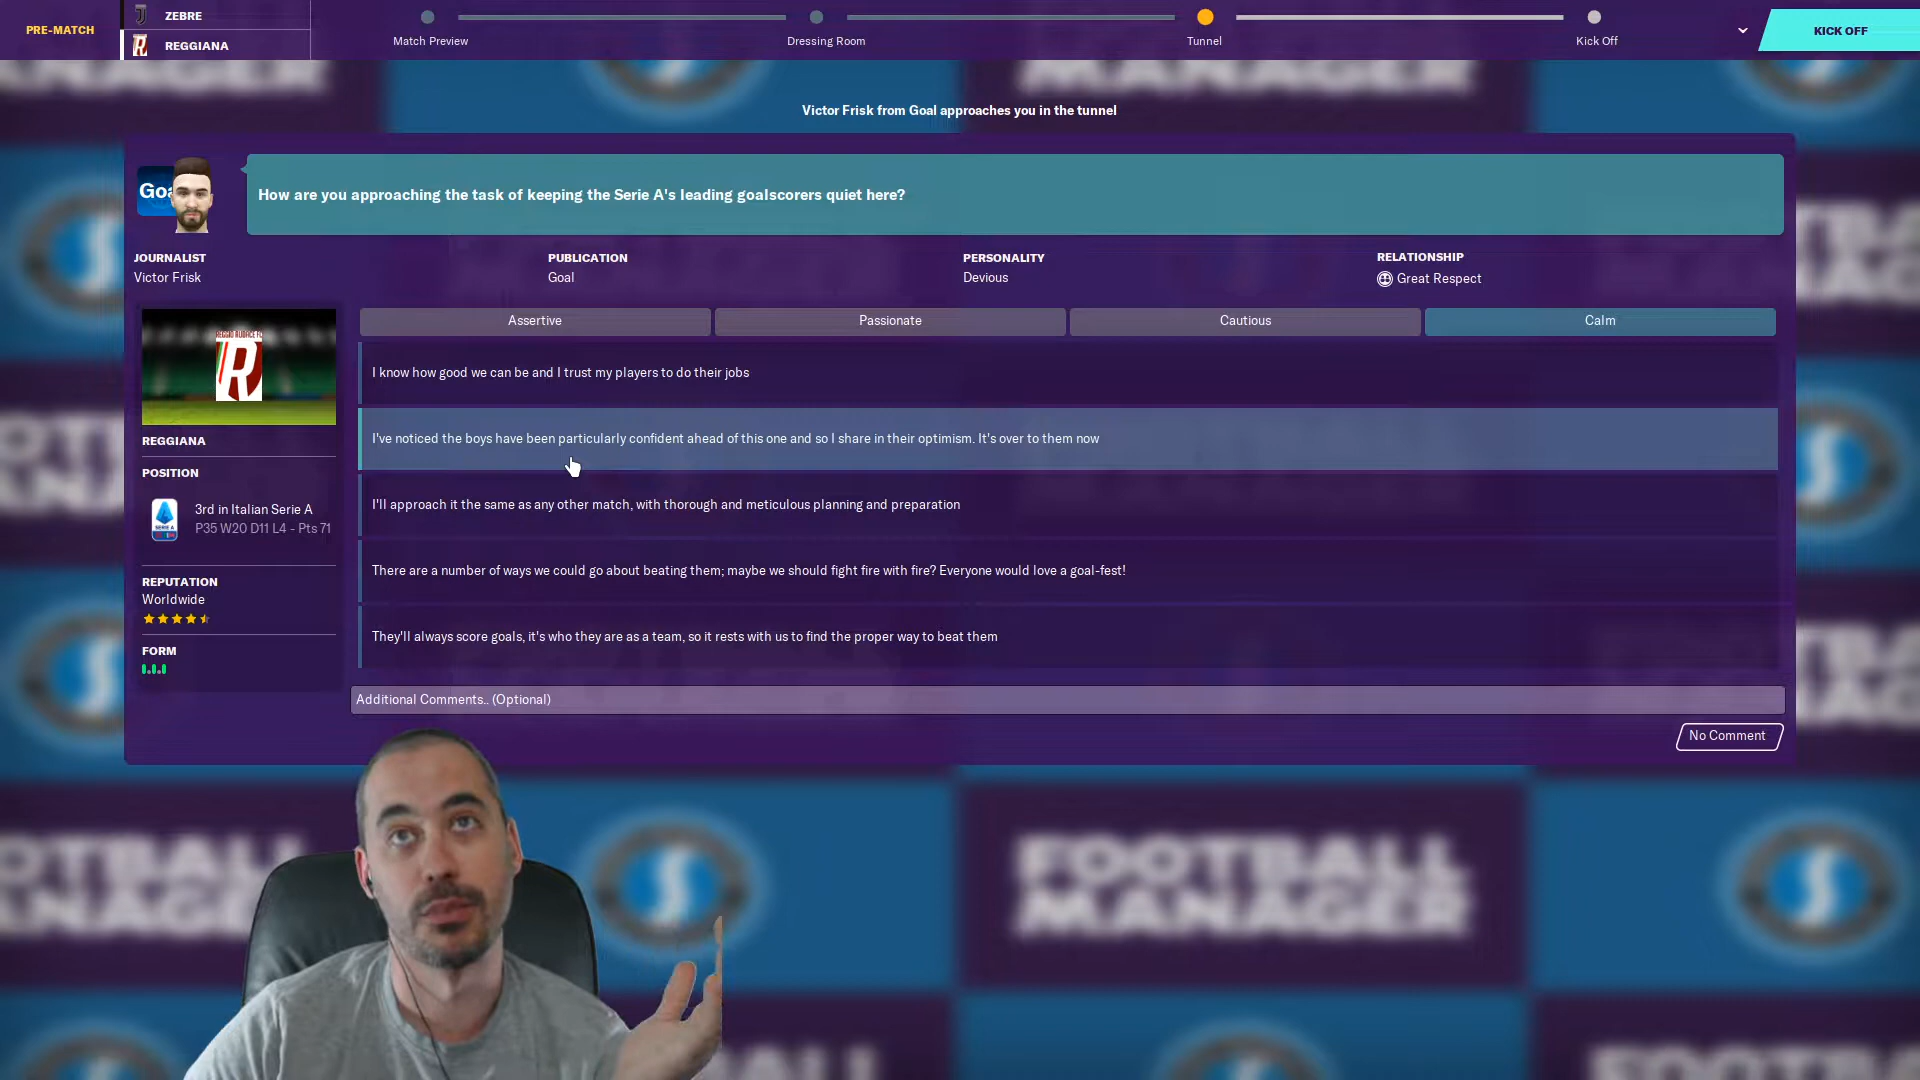 PRE-MATCH
ZEBRE
REGGIANA
Match Preview
Dressing Room
Tunnel
Kick Off
KICK OFF
Victor Frisk from Goal approaches you in the tunnel
Goa
How are you approaching the task of keeping the Serie A's leading goalscorers quiet here?
JOURNALIST
Victor Frisk
PUBLICATION
Goal
PERSONALITY
Devious
RELATIONSHIP
Great Respect
Assertive
Passionate
Cautious
Calm
I know how good we can be and I trust my players to do their jobs
I've noticed the boys have been particularly confident ahead of this one and so I share in their optimism. It's over to them now
I'll approach it the same as any other match, with thorough and meticulous planning and preparation
There are a number of ways we could go about beating them; maybe we should fight fire with fire? Everyone would love a goal-fest!
They'll always score goals, it's who they are as a team, so it rests with us to find the proper way to beat them
REGGIANA
POSITION
3rd in Italian Serie A
P35 W20 D11 L4 - Pts 71
REPUTATION
Worldwide
FORM
Additional Comments.. (Optional)
No Comment
FOOTBALL
MANAGER